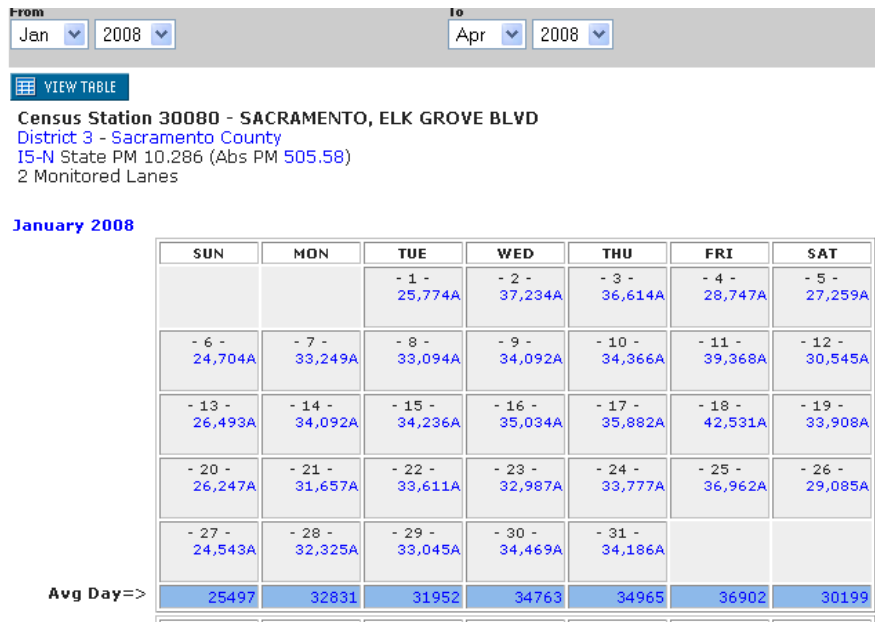 From To
Jan 2008 Apr 2008
VIEW TABLE
Census Station 30080 - SACRAMENTO, ELK GROVE BLVD
District 3 - Sacramento County
I5-N State PM 10.286 (Abs PM 505.58)
2 Monitored Lanes
January 2008
SUN MON TUE WED THU FRI SAT
- 1 - - 2 - - 3 - - 4 - - 5 -
25,774A 37,234A 36,614A 28,747A 27,259A
- 6 - - 7 - - 8 - - 9 - - 10 - - 11 - - 12 -
24,704A 33,249A 33,094A 34,092A 34,366A 39,368A 30,545A
- 13 - - 14 - - 15 - - 16 - - 17 - - 18 - - 19 -
26,493A 34,092A 34,236A 35,034A 35,882A 42,531A 33,908A
- 20 - - 21 - - 22 - - 23 - - 24 - - 25 - - 26 -
26,247A 31,657A 33,611A 32,987A 33,777A 36,962A 29,085A
- 27 - - 28 - - 29 - - 30 - - 31 -
24,543A 32,325A 33,045A 34,469A 34,186A
Avg Day=> 25497 32831 31952 34763 34965 36902 30199